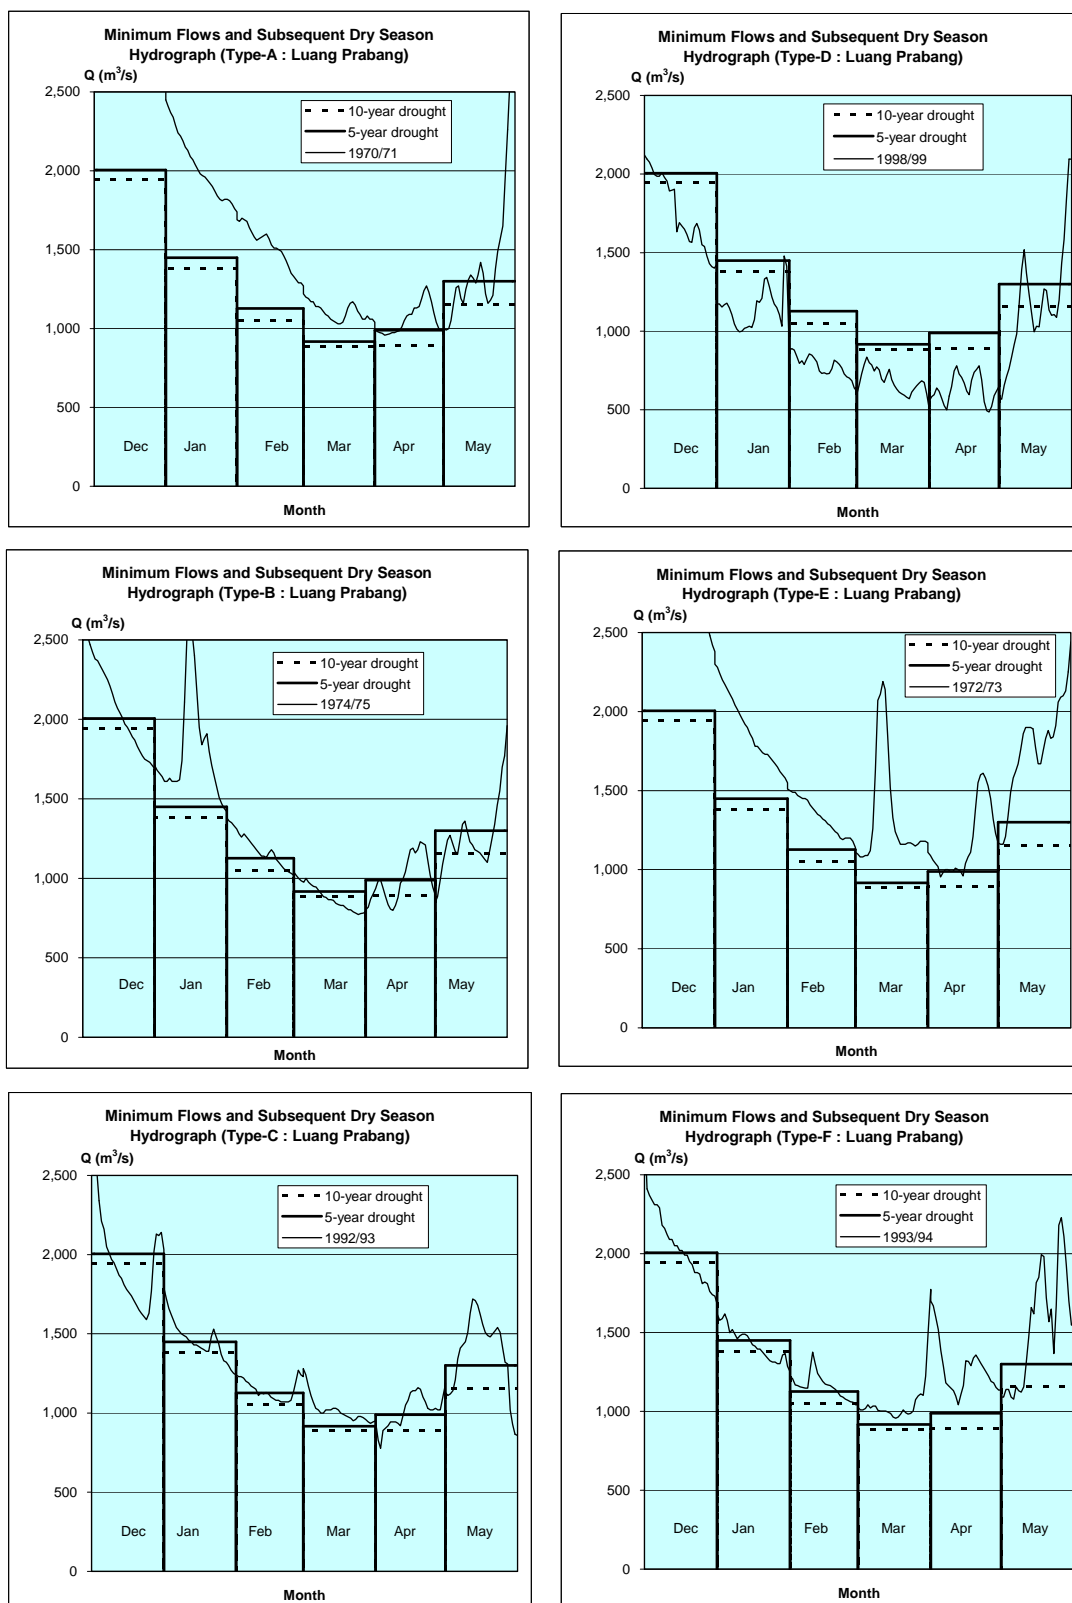 Minimum Flows and Subsequent Dry Season
Hydrograph (Type-A : Luang Prabang)
Q (m³/s)
2,500
2,000
1,500
1,000
500
0
10-year drought
5-year drought
1970/71
Dec Jan Feb Mar Apr May
Month
Minimum Flows and Subsequent Dry Season
Hydrograph (Type-D : Luang Prabang)
Q (m³/s)
2,500
2,000
1,500
1,000
500
0
10-year drought
5-year drought
1998/99
Dec Jan Feb Mar Apr May
Month
Minimum Flows and Subsequent Dry Season
Hydrograph (Type-B : Luang Prabang)
Q (m³/s)
2,500
2,000
1,500
1,000
500
0
10-year drought
5-year drought
1974/75
Dec Jan Feb Mar Apr May
Month
Minimum Flows and Subsequent Dry Season
Hydrograph (Type-E : Luang Prabang)
Q (m³/s)
2,500
2,000
1,500
1,000
500
0
10-year drought
5-year drought
1972/73
Dec Jan Feb Mar Apr May
Month
Minimum Flows and Subsequent Dry Season
Hydrograph (Type-C : Luang Prabang)
Q (m³/s)
2,500
2,000
1,500
1,000
500
0
10-year drought
5-year drought
1992/93
Dec Jan Feb Mar Apr May
Month
Minimum Flows and Subsequent Dry Season
Hydrograph (Type-F : Luang Prabang)
Q (m³/s)
2,500
2,000
1,500
1,000
500
0
10-year drought
5-year drought
1993/94
Dec Jan Feb Mar Apr May
Month